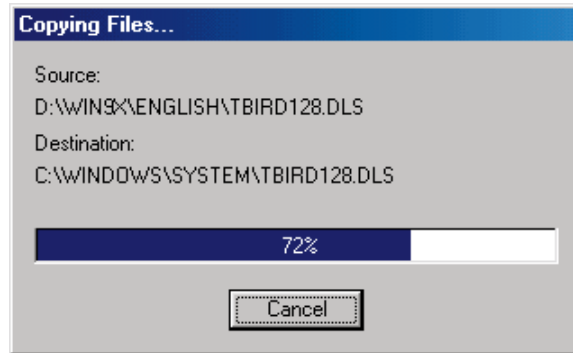 Copying Files...
Source:
D:\WIN9X\ENGLISH\TBIRD128.DLS
Destination:
C:\WINDOWS\SYSTEM\TBIRD128.DLS
72%
Cancel